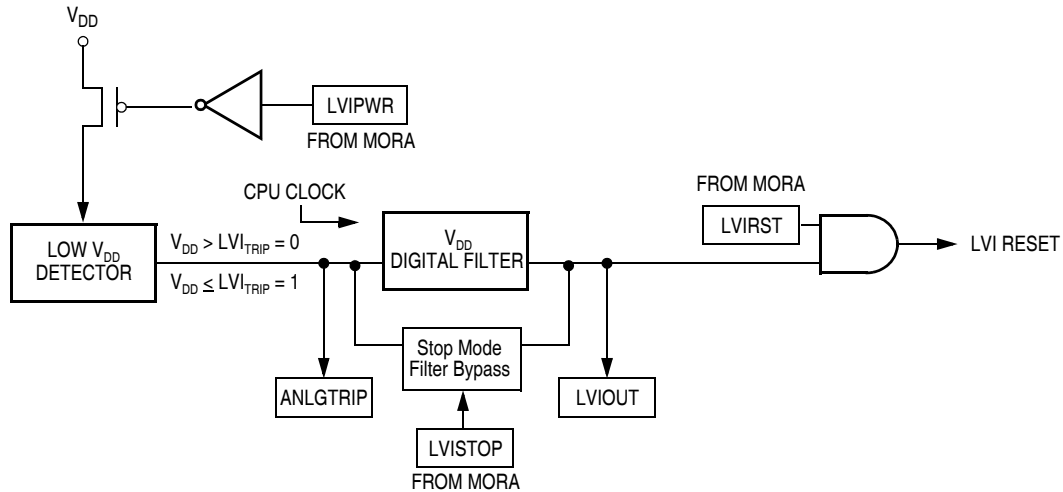 VDD
LVIPWR
FROM MORA
CPU CLOCK
FROM MORA
LVIRST
LOW VDD
DETECTOR
VDD > LVITRIP = 0
VDD ≤ LVITRIP = 1
VDD
DIGITAL FILTER
LVI RESET
Stop Mode
Filter Bypass
ANLGTRIP
LVIOUT
LVISTOP
FROM MORA